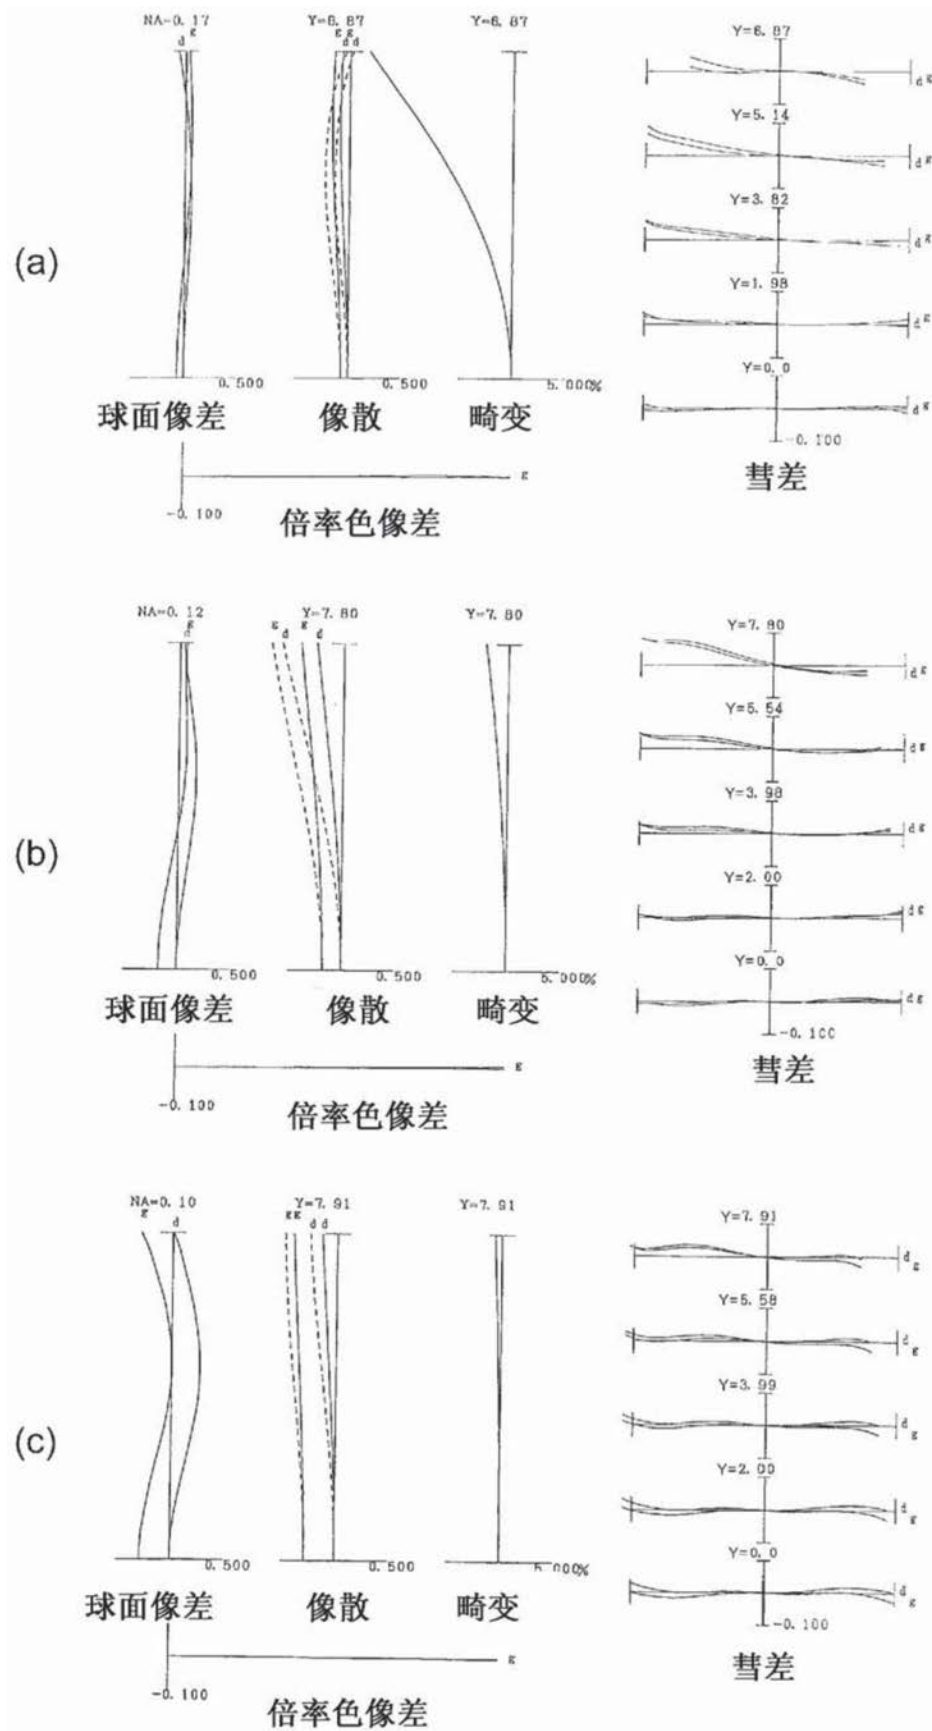 (a)
NA=0.17
d g
0.500
球面像差
Y=6.87
g g
d d
0.500
像散
Y=6.87
5.000%
畸变
-0.100
g
倍率色像差
Y=6.87
d g
Y=5.14
d g
Y=3.82
d g
Y=1.98
d g
Y=0.0
d g
-0.100
彗差
(b)
NA=0.12
d g
0.500
球面像差
Y=7.80
g d g d
0.500
像散
Y=7.80
5.000%
畸变
-0.100
g
倍率色像差
Y=7.80
d g
Y=5.54
d g
Y=3.98
d g
Y=2.00
d g
Y=0.0
d g
-0.100
彗差
(c)
NA=0.10
g d
0.500
球面像差
Y=7.91
g g d d
0.500
像散
Y=7.91
5.000%
畸变
-0.100
g
倍率色像差
Y=7.91
d g
Y=5.58
d g
Y=3.99
d g
Y=2.00
d g
Y=0.0
d g
-0.100
彗差